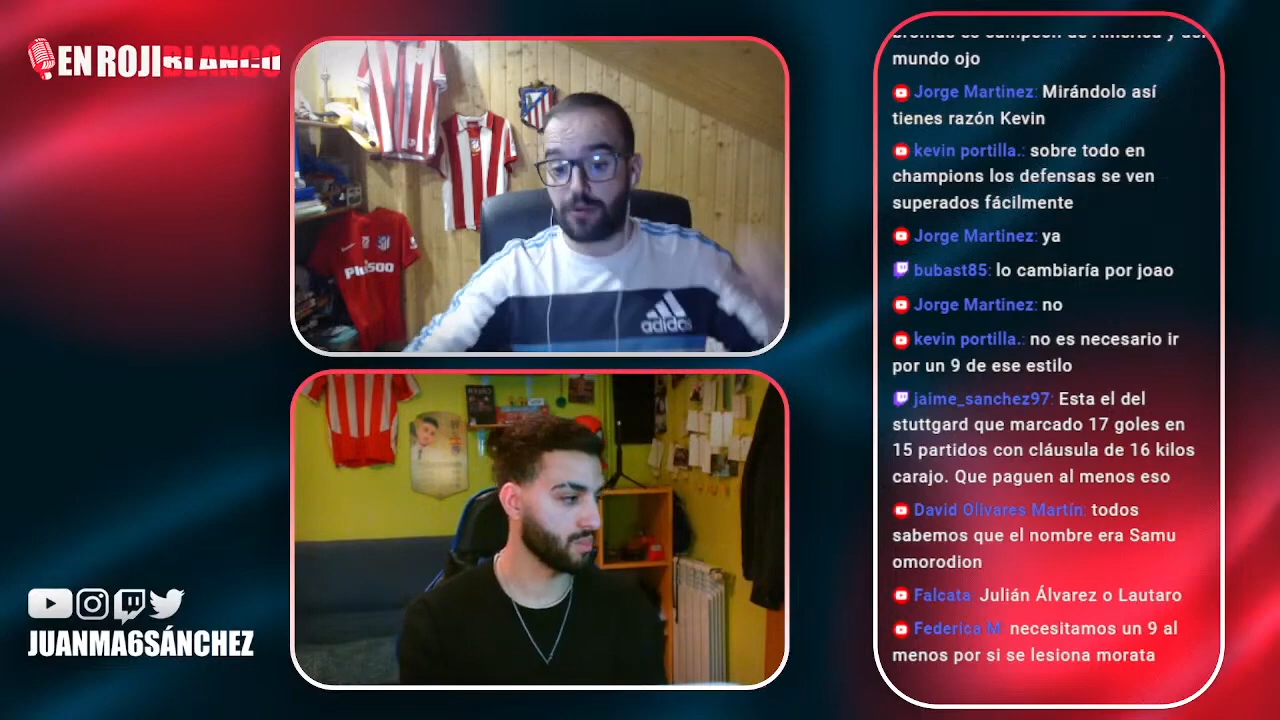 EN ROJIBLANCO
mundo ojo
Jorge Martinez: Mirándolo así
tienes razón Kevin
kevin portilla.: sobre todo en
champions los defensas se ven
superados fácilmente
Jorge Martinez: ya
bubast85: lo cambiaría por joao
Jorge Martinez: no
kevin portilla.: no es necesario ir
por un 9 de ese estilo
jaime_sanchez97: Esta el del
stuttgard que marcado 17 goles en
15 partidos con cláusula de 16 kilos
carajo. Que paguen al menos eso
David Olivares Martín: todos
sabemos que el nombre era Samu
omorodion
Falcata: Julián Álvarez o Lautaro
Federica M: necesitamos un 9 al
menos por si se lesiona morata
Plus500
adidas
JUANMA6SÁNCHEZ